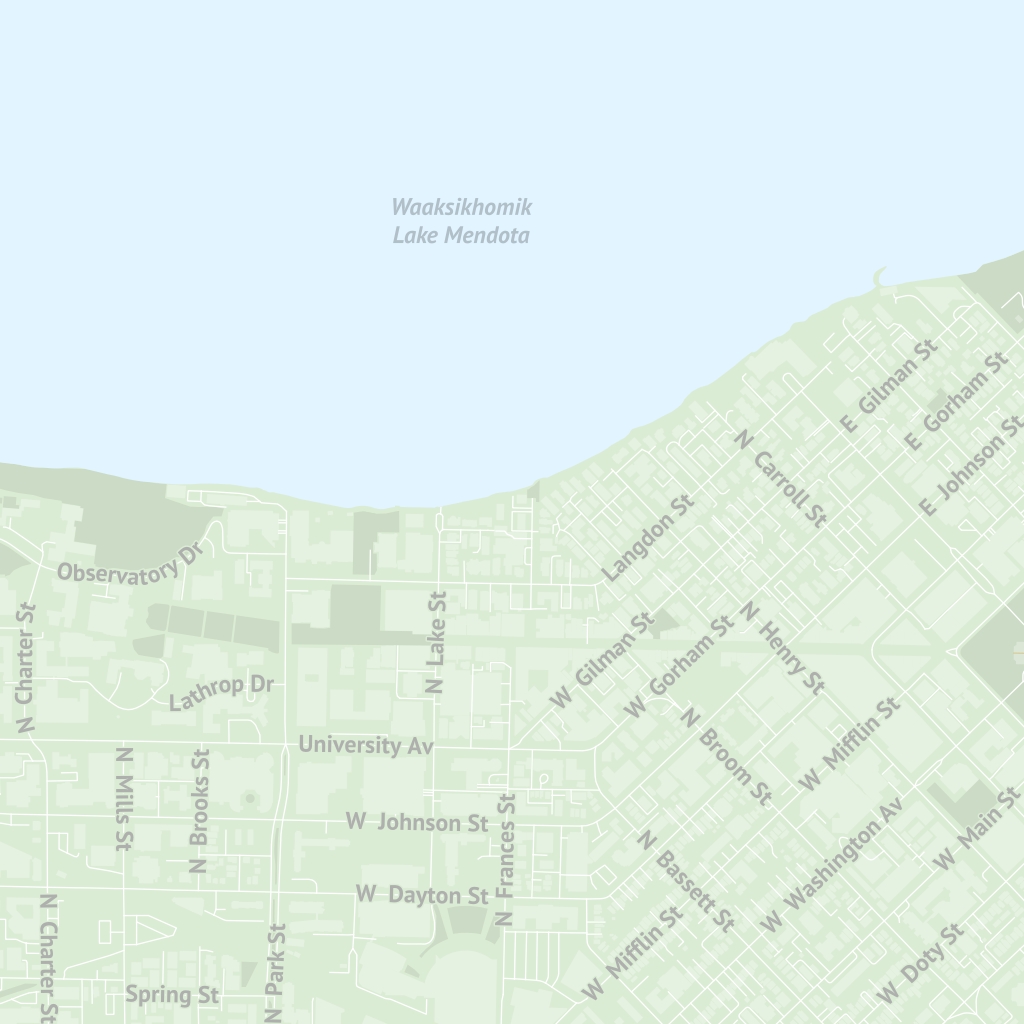 Waaksikhomik
Lake Mendota
E Gilman St
E Gorham St
E Johnson St
N Carroll St
Langdon St
Observatory Dr
N Charter St
N Lake St
W Gilman St
W Gorham St
N Henry St
Lathrop Dr
University Av
N Broom St
W Mifflin St
N Mills St
N Brooks St
W Johnson St
N Frances St
N Bassett St
W Washington Av
W Main St
W Dayton St
N Charter St
N Park St
W Mifflin St
W Doty St
Spring St